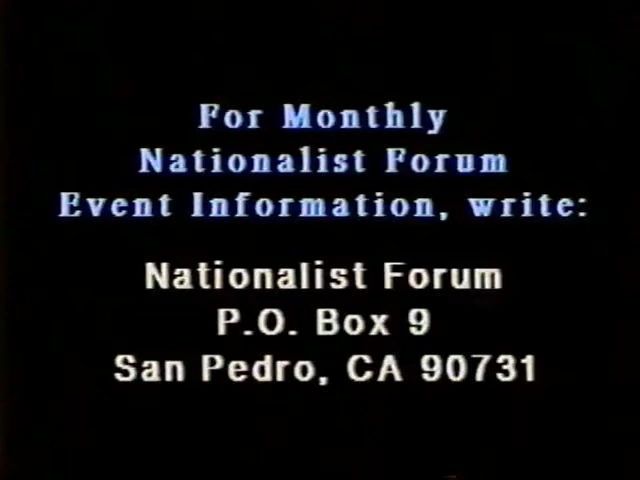 For Monthly
Nationalist Forum
Event Information, write:
Nationalist Forum
P.O. Box 9
San Pedro, CA 90731